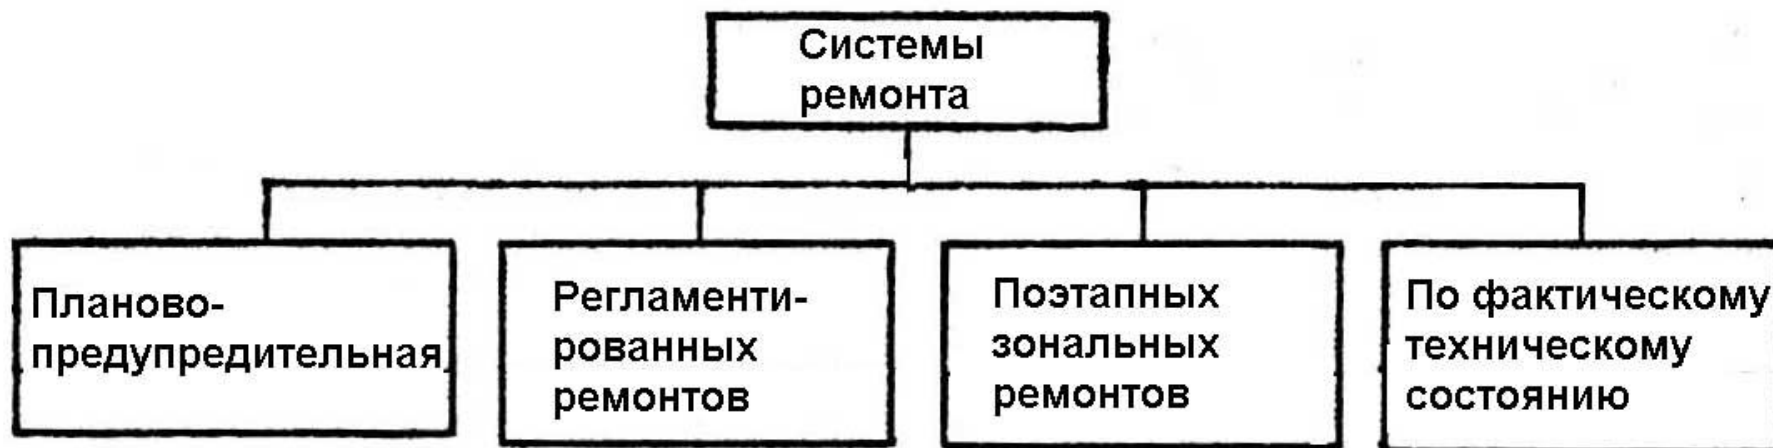 Системы
ремонта
Планово-
предупредительная
Регламенти-
рованных
ремонтов
Поэтапных
зональных
ремонтов
По фактическому
техническому
состоянию